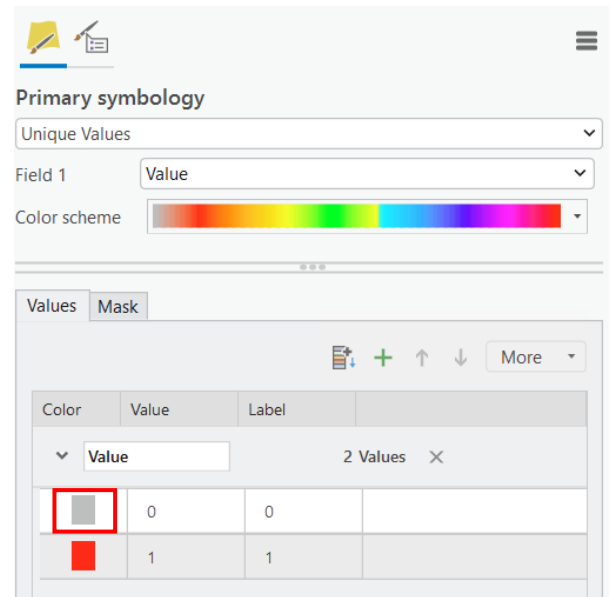 Primary symbology
Unique Values
Field 1 Value
Color scheme
Values Mask
More
Color Value Label
Value 2 Values
0 0
1 1